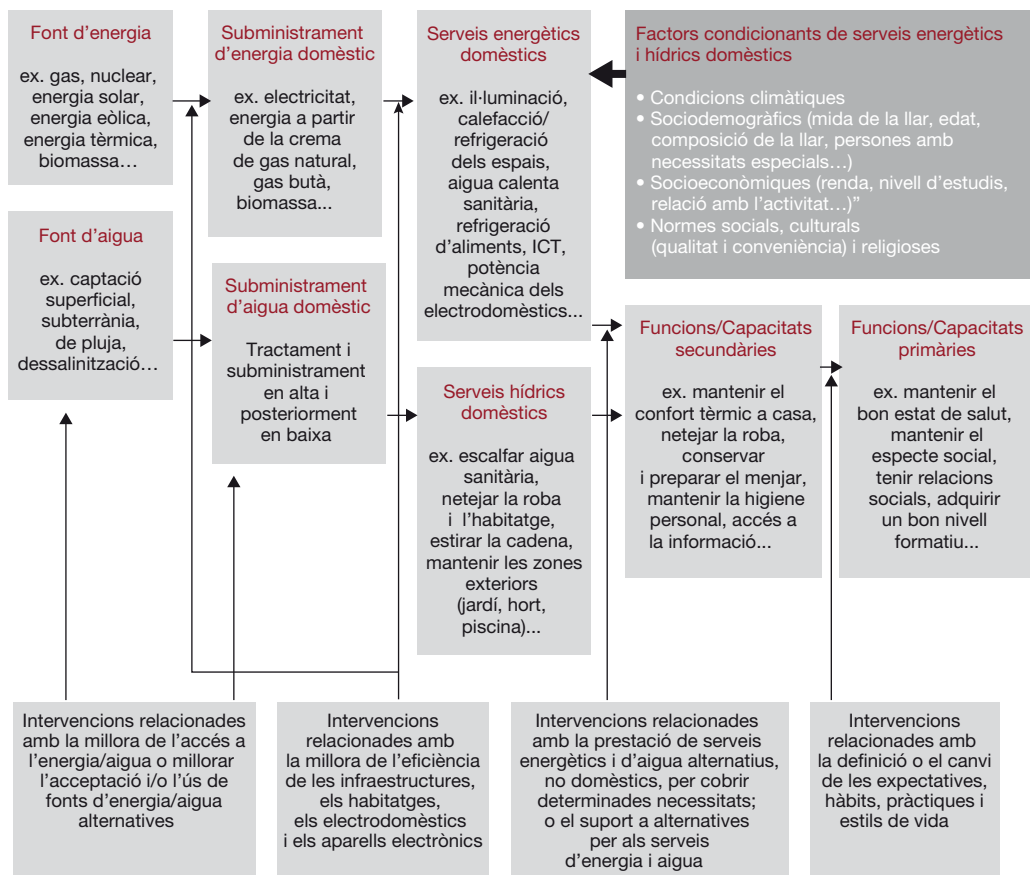 Font d'energia
ex. gas, nuclear,
energia solar,
energia eòlica,
energia tèrmica,
biomassa…
Subministrament
d'energia domèstic
ex. electricitat,
energia a partir
de la crema
de gas natural,
gas butà,
biomassa...
Serveis energètics
domèstics
ex. il·luminació,
calefacció/
refrigeració
dels espais,
aigua calenta
sanitària,
refrigeració
d'aliments, ICT,
potència
mecànica dels
electrodomèstics...
Factors condicionants de serveis energètics
i hídrics domèstics
• Condicions climàtiques
• Sociodemogràfics (mida de la llar, edat,
composició de la llar, persones amb
necessitats especials…)
• Socioeconòmiques (renda, nivell d'estudis,
relació amb l'activitat…)”
• Normes socials, culturals
(qualitat i conveniència) i religioses
Font d'aigua
ex. captació
superficial,
subterrània,
de pluja,
dessalinització…
Subministrament
d'aigua domèstic
Tractament i
subministrament
en alta i
posteriorment
en baixa
Serveis hídrics
domèstics
ex. escalfar aigua
sanitària,
netejar la roba
i l'habitatge,
estirar la cadena,
mantenir les zones
exteriors
(jardí, hort,
piscina)...
Funcions/Capacitats
secundàries
ex. mantenir el
confort tèrmic a casa,
netejar la roba,
conservar
i preparar el menjar,
mantenir la higiene
personal, accés a
la informació...
Funcions/Capacitats
primàries
ex. mantenir el
bon estat de salut,
mantenir el
especte social,
tenir relacions
socials, adquirir
un bon nivell
formatiu...
Intervencions relacionades
amb la millora de l'accés a
l'energia/aigua o millorar
l'acceptació i/o l'ús de
fonts d'energia/aigua
alternatives
Intervencions
relacionades amb
la millora de l'eficiència
de les infraestructures,
els habitatges,
els electrodomèstics
i els aparells electrònics
Intervencions relacionades
amb la prestació de serveis
energètics i d'aigua alternatius,
no domèstics, per cobrir
determinades necessitats;
o el suport a alternatives
per als serveis
d'energia i aigua
Intervencions
relacionades amb
la definició o el canvi
de les expectatives,
hàbits, pràctiques i
estils de vida